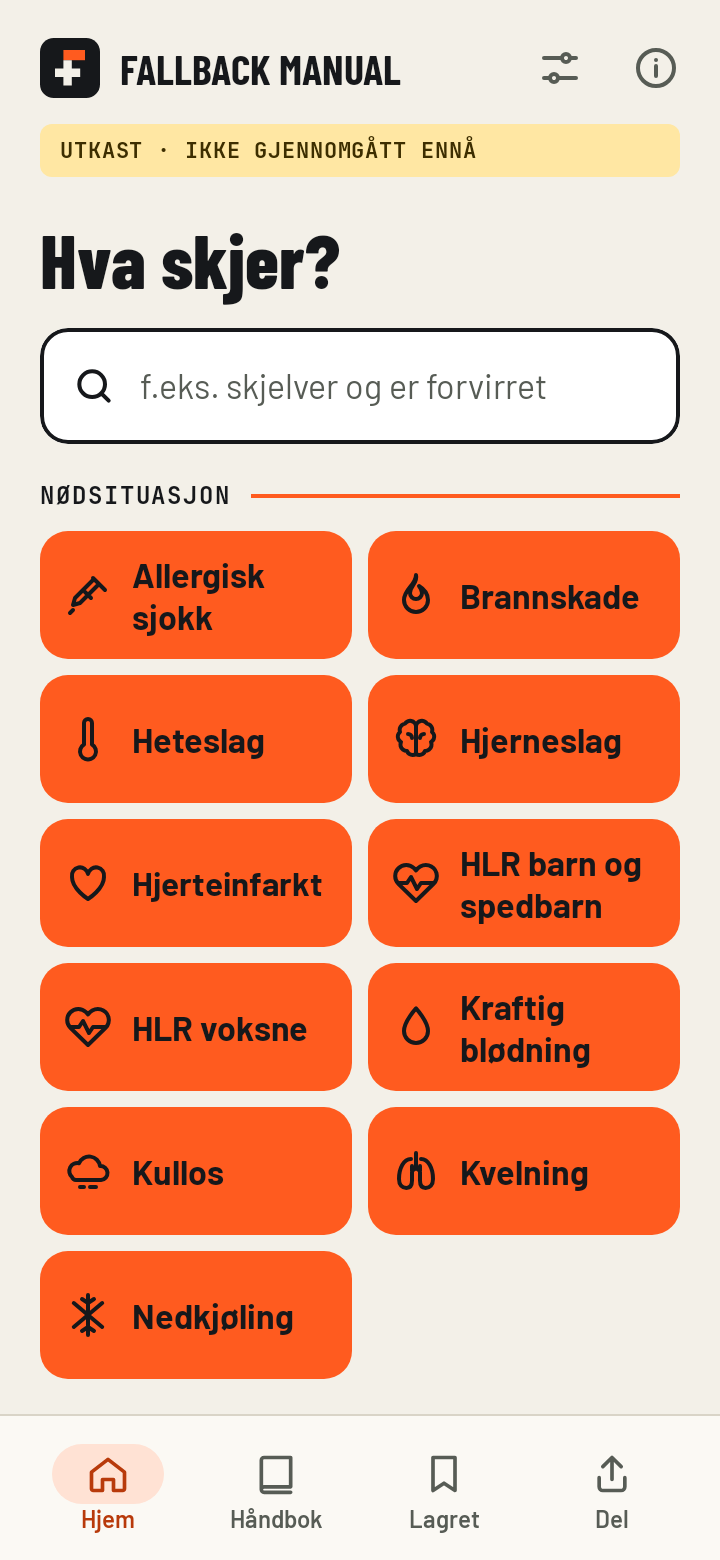 FALLBACK MANUAL
UTKAST · IKKE GJENNOMGÅTT ENNÅ
Hva skjer?
f.eks. skjelver og er forvirret
NØDSITUASJON
Allergisk
sjokk
Brannskade
Heteslag
Hjerneslag
Hjerteinfarkt
HLR barn og
spedbarn
HLR voksne
Kraftig
blødning
Kullos
Kvelning
Nedkjøling
Hjem
Håndbok
Lagret
Del